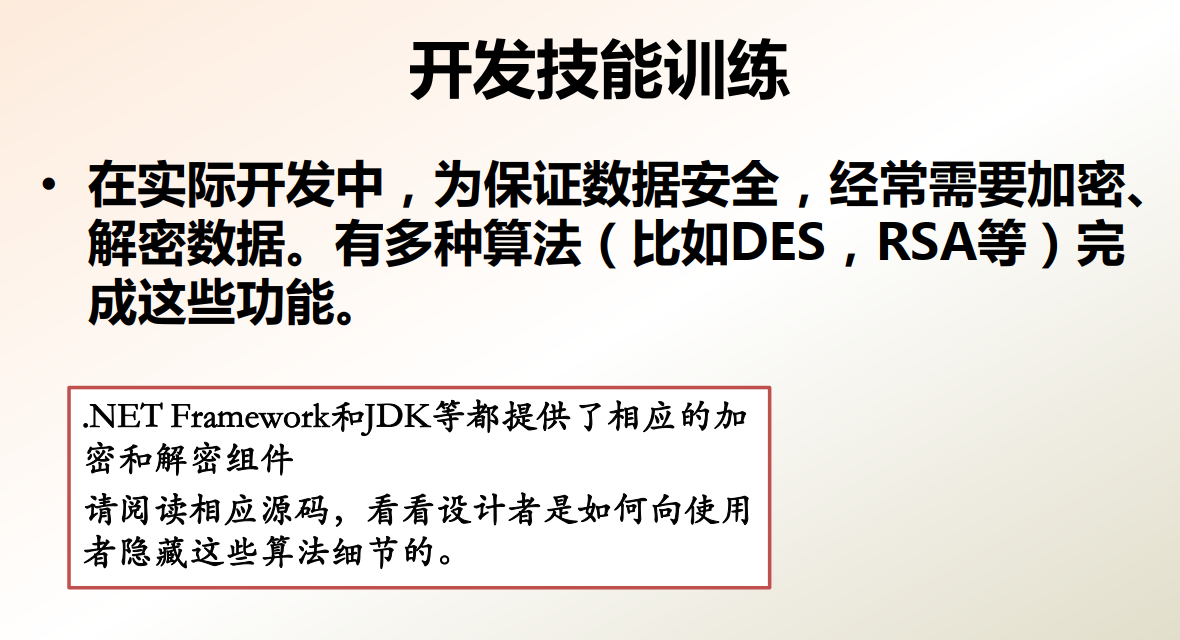 开发技能训练
• 在实际开发中，为保证数据安全，经常需要加密、
解密数据。有多种算法（比如DES，RSA等）完
成这些功能。
.NET Framework和JDK等都提供了相应的加
密和解密组件
请阅读相应源码，看看设计者是如何向使用
者隐藏这些算法细节的。